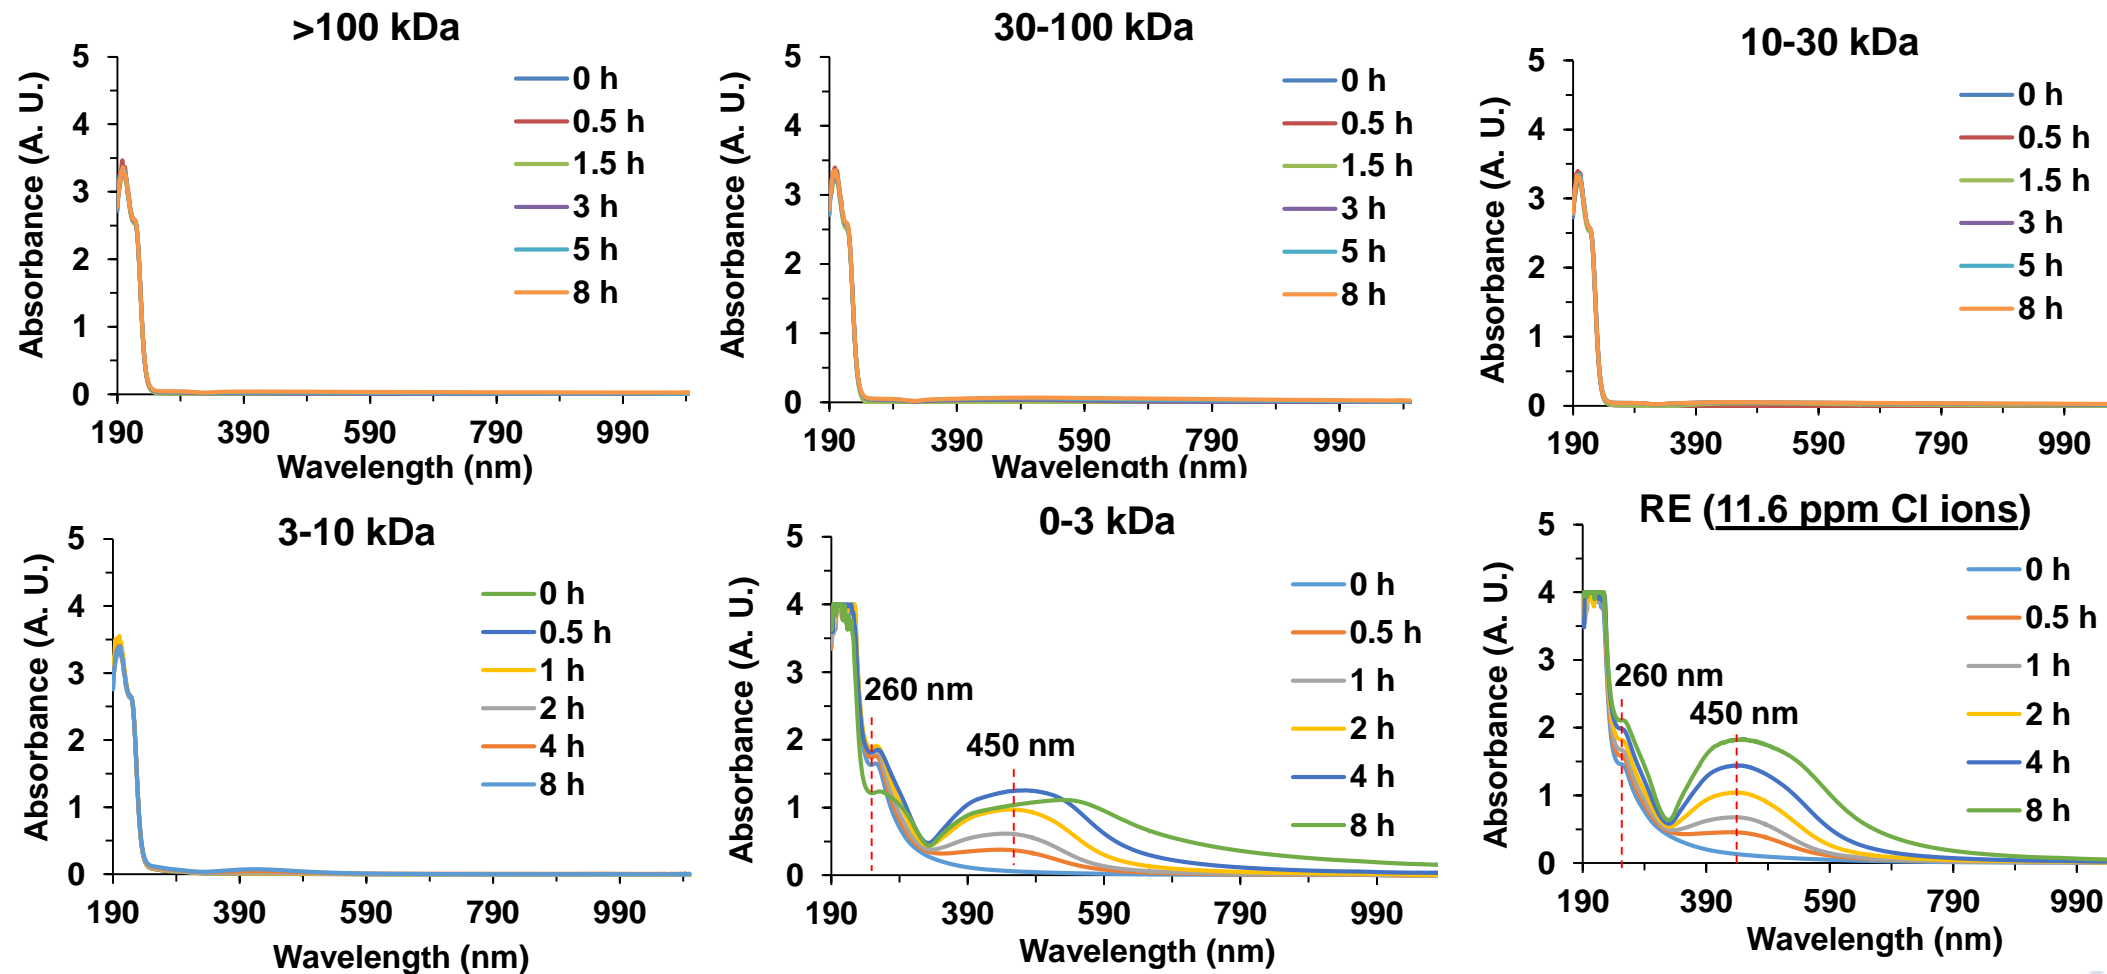 >100 kDa
Absorbance (A. U.)
5
4
3
2
1
0
0 h
0.5 h
1.5 h
3 h
5 h
8 h
190 390 590 790 990
Wavelength (nm)
30-100 kDa
Absorbance (A. U.)
5
4
3
2
1
0
0 h
0.5 h
1.5 h
3 h
5 h
8 h
190 390 590 790 990
Wavelength (nm)
10-30 kDa
Absorbance (A. U.)
5
4
3
2
1
0
0 h
0.5 h
1.5 h
3 h
5 h
8 h
190 390 590 790 990
Wavelength (nm)
3-10 kDa
Absorbance (A. U.)
5
4
3
2
1
0
0 h
0.5 h
1 h
2 h
4 h
8 h
190 390 590 790 990
Wavelength (nm)
0-3 kDa
Absorbance (A. U.)
5
4
3
2
1
0
260 nm
450 nm
0 h
0.5 h
1 h
2 h
4 h
8 h
190 390 590 790 990
Wavelength (nm)
RE (11.6 ppm Cl ions)
Absorbance (A. U.)
5
4
3
2
1
0
260 nm
450 nm
0 h
0.5 h
1 h
2 h
4 h
8 h
190 390 590 790 990
Wavelength (nm)